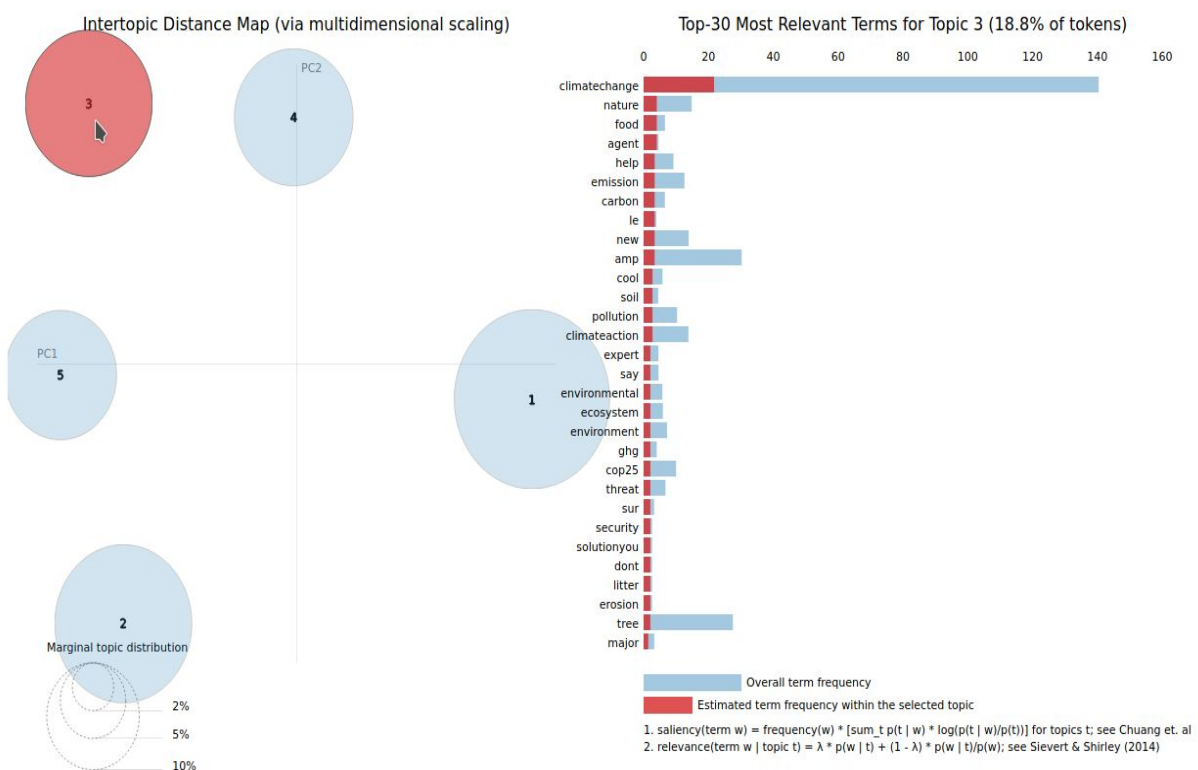 Intertopic Distance Map (via multidimensional scaling)
3
PC2
4
PC1
5
1
2
Marginal topic distribution
2%
5%
10%
Top-30 Most Relevant Terms for Topic 3 (18.8% of tokens)
0 20 40 60 80 100 120 140 160
climatechange
nature
food
agent
help
emission
carbon
le
new
amp
cool
soil
pollution
climateaction
expert
say
environmental
ecosystem
environment
ghg
cop25
threat
sur
security
solutionyou
dont
litter
erosion
tree
major
Overall term frequency
Estimated term frequency within the selected topic
1. saliency(term w) = frequency(w) * [sum_t p(t | w) * log(p(t | w)/p(t))] for topics t; see Chuang et. al
2. relevance(term w | topic t) = λ * p(w | t) + (1 - λ) * p(w | t)/p(w); see Sievert & Shirley (2014)